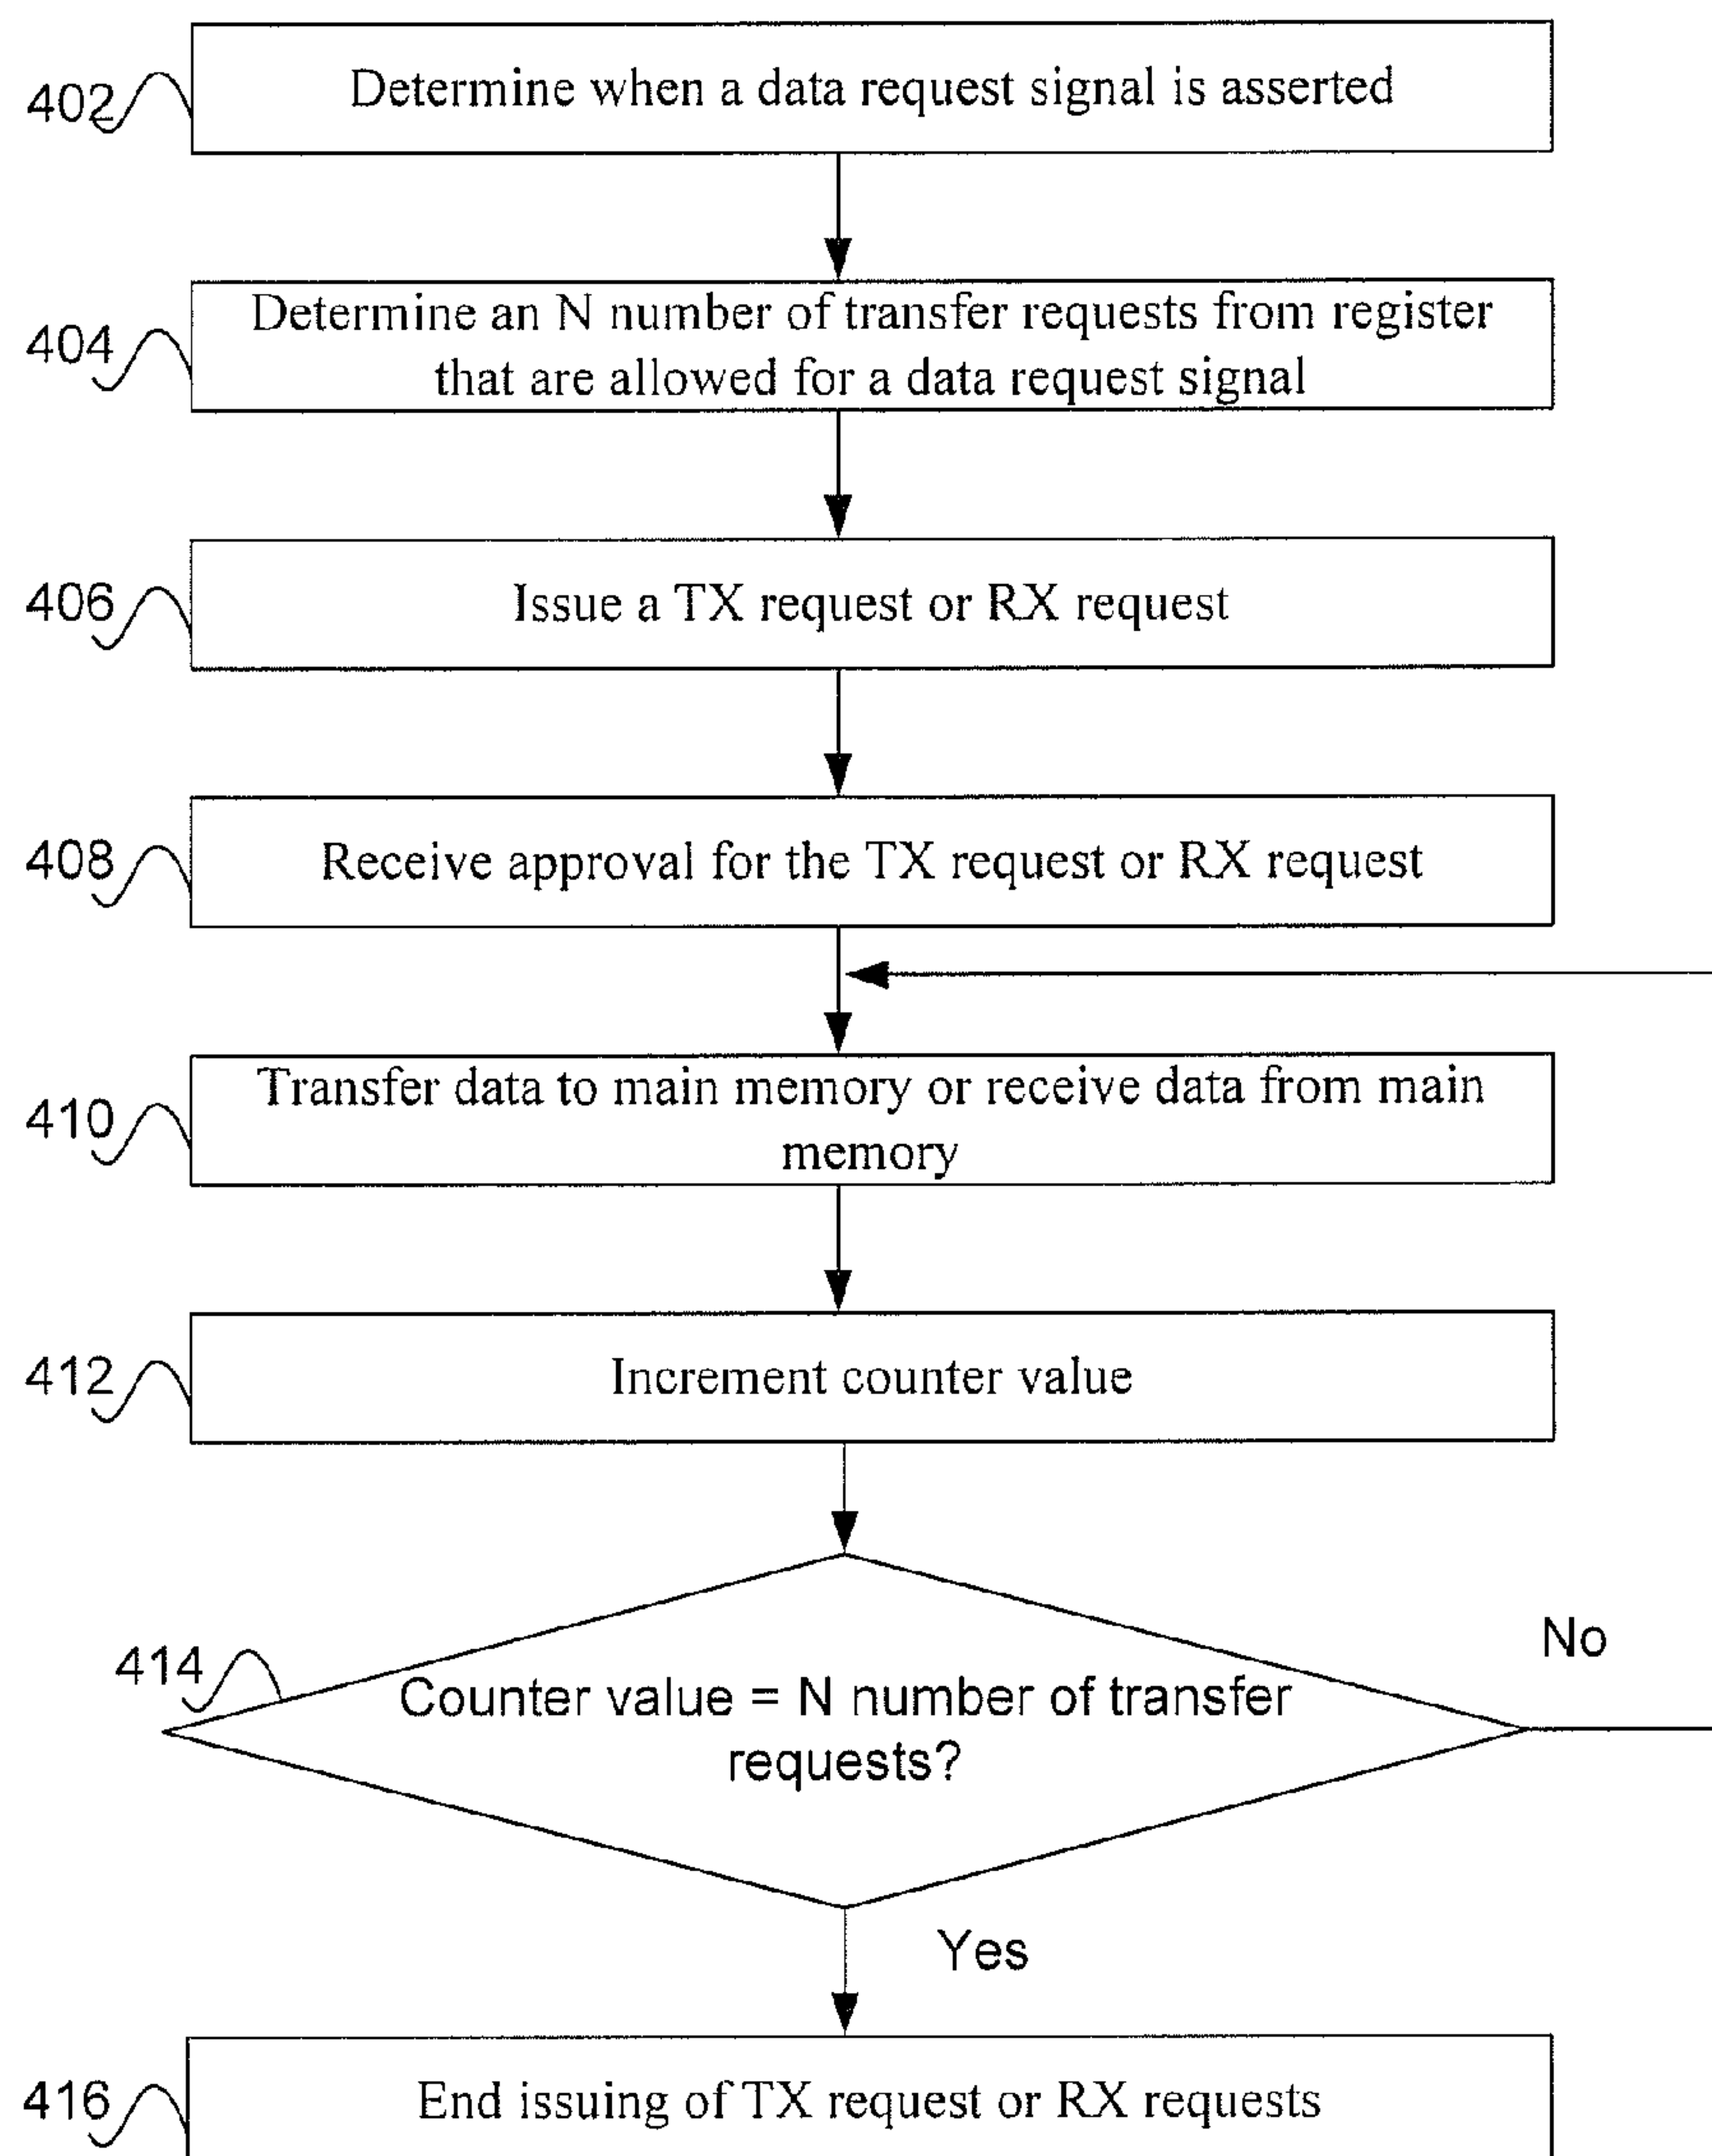 402
Determine when a data request signal is asserted
404
Determine an N number of transfer requests from register
that are allowed for a data request signal
406
Issue a TX request or RX request
408
Receive approval for the TX request or RX request
410
Transfer data to main memory or receive data from main
memory
412
Increment counter value
414
Counter value = N number of transfer
requests?
No
Yes
416
End issuing of TX request or RX requests